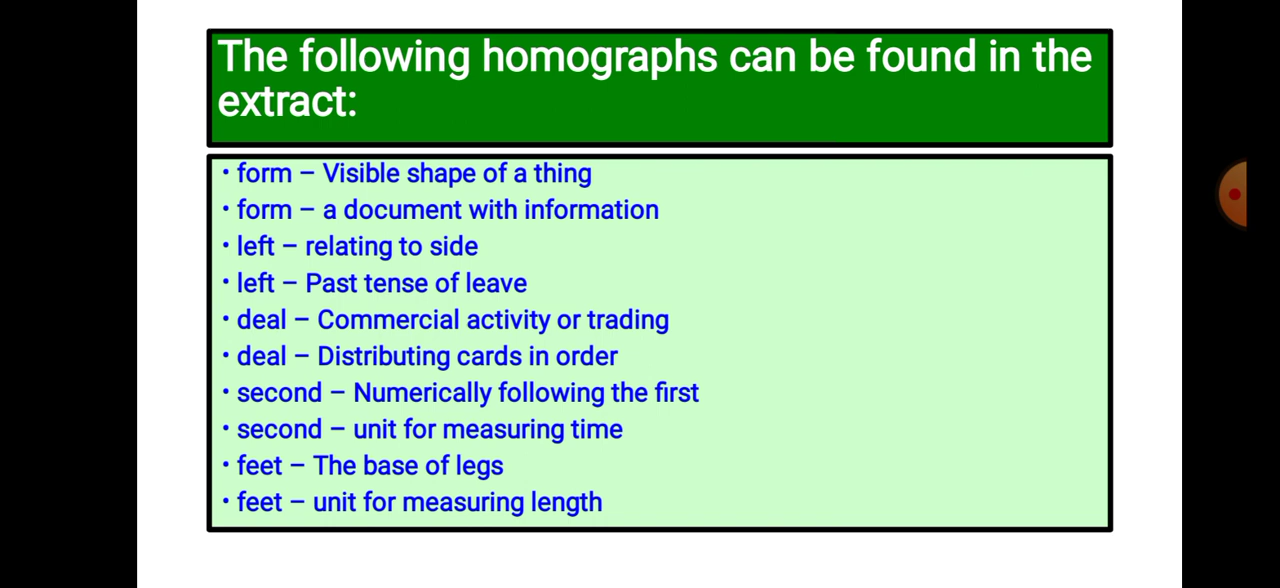 The following homographs can be found in the
extract:
• form – Visible shape of a thing
• form – a document with information
• left – relating to side
• left – Past tense of leave
• deal – Commercial activity or trading
• deal – Distributing cards in order
• second – Numerically following the first
• second – unit for measuring time
• feet – The base of legs
• feet – unit for measuring length